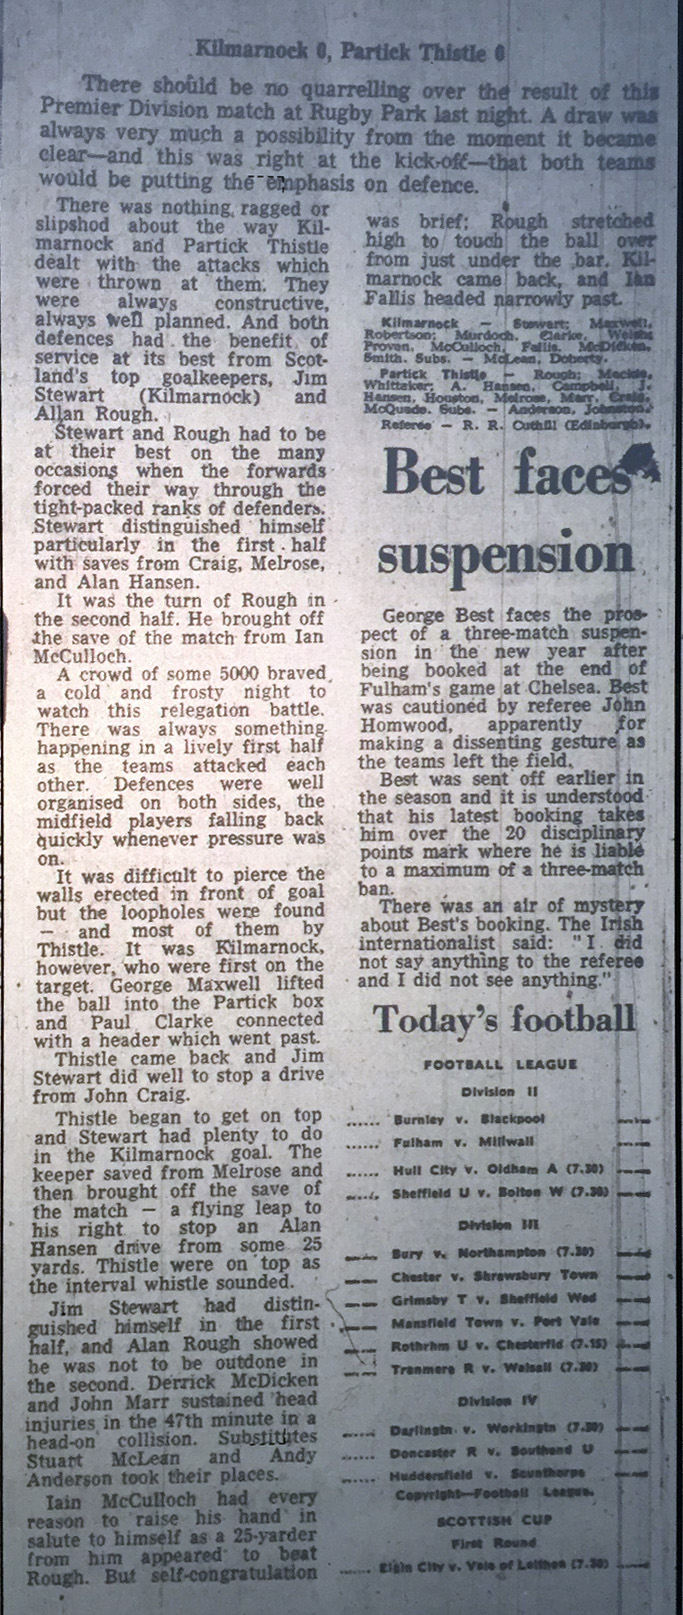 Kilmarnock 0, Partick Thistle 0
There should be no quarrelling over the result of this
Premier Division match at Rugby Park last night. A draw was
always very much a possibility from the moment it became
clear—and this was right at the kick-off—that both teams
would be putting the emphasis on defence.
There was nothing ragged or
slipshod about the way Kil-
marnock and Partick Thistle
dealt with the attacks which
were thrown at them. They
were always constructive,
always well planned. And both
defences had the benefit of
service at its best from Scot-
land's top goalkeepers, Jim
Stewart (Kilmarnock) and
Allan Rough.
Stewart and Rough had to be
at their best on the many
occasions when the forwards
forced their way through the
tight-packed ranks of defenders.
Stewart distinguished himself
particularly in the first half
with saves from Craig, Melrose,
and Alan Hansen.
It was the turn of Rough in
the second half. He brought off
the save of the match from Ian
McCulloch.
A crowd of some 5000 braved
a cold and frosty night to
watch this relegation battle.
There was always something
happening in a lively first half
as the teams attacked each
other. Defences were well
organised on both sides, the
midfield players falling back
quickly whenever pressure was
on.
It was difficult to pierce the
walls erected in front of goal
but the loopholes were found
— and most of them by
Thistle. It was Kilmarnock,
however, who were first on the
target. George Maxwell lifted
the ball into the Partick box
and Paul Clarke connected
with a header which went past.
Thistle came back and Jim
Stewart did well to stop a drive
from John Craig.
Thistle began to get on top
and Stewart had plenty to do
in the Kilmarnock goal. The
keeper saved from Melrose and
then brought off the save of
the match — a flying leap to
his right to stop an Alan
Hansen drive from some 25
yards. Thistle were on top as
the interval whistle sounded.
Jim Stewart had distin-
guished himself in the first
half, and Alan Rough showed
he was not to be outdone in
the second. Derrick McDicken
and John Marr sustained head
injuries in the 47th minute in a
head-on collision. Substitutes
Stuart McLean and Andy
Anderson took their places.
Iain McCulloch had every
reason to raise his hand in
salute to himself as a 25-yarder
from him appeared to beat
Rough. But self-congratulation
was brief; Rough stretched
high to touch the ball over
from just under the bar. Kil-
marnock came back, and Ian
Fallis headed narrowly past.
Kilmarnock — Stewart; Maxwell,
Robertson; Murdoch, Clarke, Welsh;
Provan, McCulloch, Fallis, McDicken,
Smith. Subs. — McLean, Doherty.
Partick Thistle — Rough; Mackie,
Whittaker; A. Hansen, Campbell, J.
Hansen, Houston, Melrose, Marr, Craig,
McQuade. Subs. — Anderson, Johnston.
Referee — R. R. Cuthill (Edinburgh).
Best faces
suspension
George Best faces the pros-
pect of a three-match suspen-
sion in the new year after
being booked at the end of
Fulham's game at Chelsea. Best
was cautioned by referee John
Homwood, apparently for
making a dissenting gesture as
the teams left the field.
Best was sent off earlier in
the season and it is understood
that his latest booking takes
him over the 20 disciplinary
points mark where he is liable
to a maximum of a three-match
ban.
There was an air of mystery
about Best's booking. The Irish
internationalist said: "I did
not say anything to the referee
and I did not see anything."
Today's football
FOOTBALL LEAGUE
Division II
...... Burnley v. Blackpool ......
...... Fulham v. Millwall ......
...... Hull City v. Oldham A (7.30) ......
...... Sheffield U v. Bolton W (7.30) ......
Division III
...... Bury v. Northampton (7.30) ......
...... Chester v. Shrewsbury Town ......
...... Grimsby T v. Sheffield Wed ......
...... Mansfield Town v. Port Vale ......
...... Rothrhm U v. Chesterfld (7.15) ......
...... Tranmere R v. Walsall (7.30) ......
Division IV
...... Darlingtn v. Workingtn (7.30) ......
...... Doncaster R v. Southend U ......
...... Huddersfield v. Scunthorpe ......
Copyright—Football League.
SCOTTISH CUP
First Round
...... Elgin City v. Vale of Leithen (7.30) ......